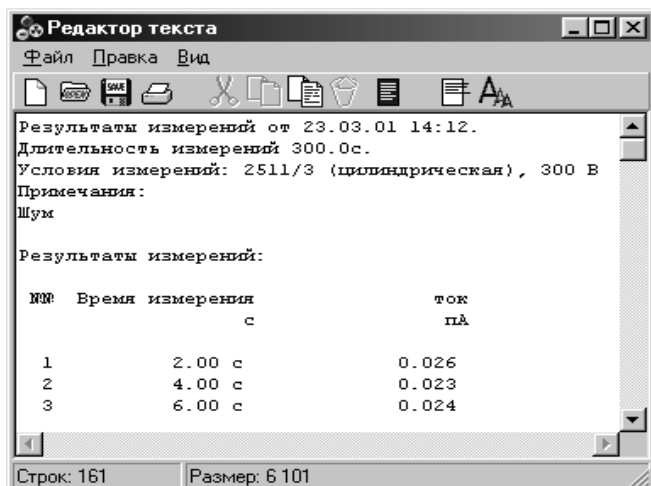 Редактор текста
Файл Правка Вид
SAVE
Результаты измерений от 23.03.01 14:12.
Длительность измерений 300.0с.
Условия измерений: 2511/3 (цилиндрическая), 300 В
Примечания:
Шум
Результаты измерений:
№№ Время измерения ток
с пА
1 2.00 с 0.026
2 4.00 с 0.023
3 6.00 с 0.024
Строк: 161 Размер: 6 101